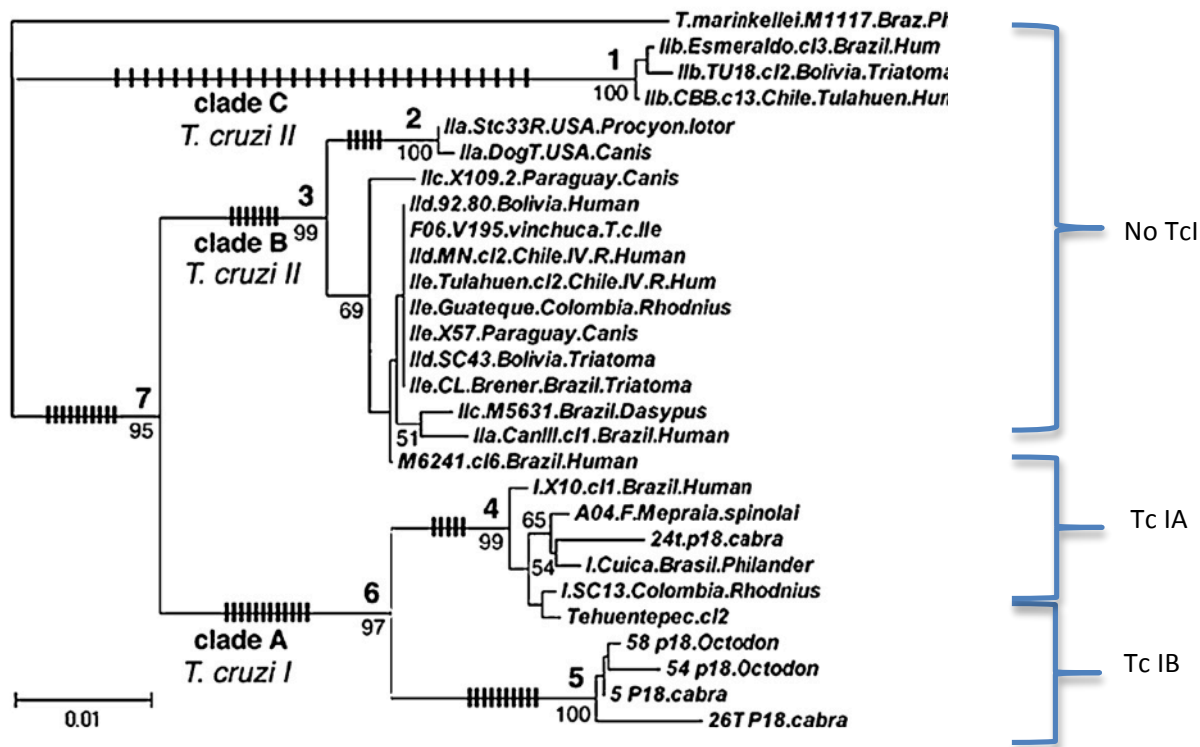 T.marinkellei.M1117.Braz.Ph
IIb.Esmeraldo.cl3.Brazil.Hum
1
IIb.TU18.cl2.Bolivia.Triatoma
100
IIb.CBB.c13.Chile.Tulahuen.Hum
clade C
T. cruzi II
2
IIa.Stc33R.USA.Procyon.lotor
100
IIa.DogT.USA.Canis
IIc.X109.2.Paraguay.Canis
3
IId.92.80.Bolivia.Human
99
F06.V195.vinchuca.T.c.IIe
No TcI
clade B
T. cruzi II
IId.MN.cl2.Chile.IV.R.Human
IIe.Tulahuen.cl2.Chile.IV.R.Hum
69
IIe.Guateque.Colombia.Rhodnius
IIe.X57.Paraguay.Canis
IId.SC43.Bolivia.Triatoma
IIe.CL.Brener.Brazil.Triatoma
7
95
IIc.M5631.Brazil.Dasypus
51
IIa.CanIII.cl1.Brazil.Human
M6241.cl6.Brazil.Human
I.X10.cl1.Brazil.Human
4
99
65
A04.F.Mepraia.spinolai
Tc IA
24t.p18.cabra
54
I.Cuica.Brasil.Philander
I.SC13.Colombia.Rhodnius
6
97
Tehuentepec.cl2
clade A
T. cruzi I
58 p18.Octodon
54 p18.Octodon
Tc IB
5
100
5 P18.cabra
26T P18.cabra
0.01